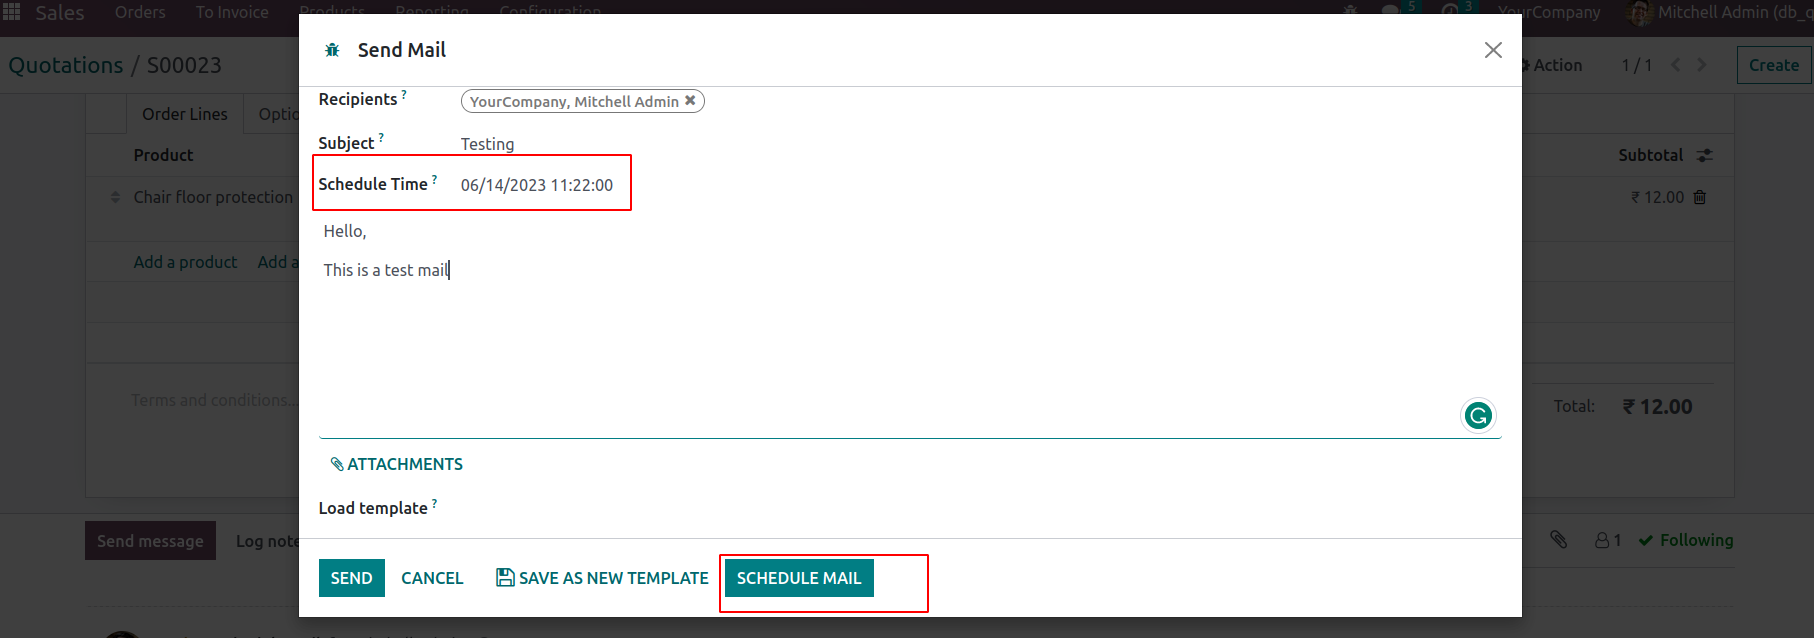 Sales Orders To Invoice Products Reporting Configuration 5 3 YourCompany Mitchell Admin (db_q
Send Mail
Quotations / S00023 Action 1 / 1 Create
Recipients ? YourCompany, Mitchell Admin ✖
Order Lines Optio
Subject ? Testing
Product Subtotal
Schedule Time ? 06/14/2023 11:22:00
Chair floor protection ₹ 12.00
Hello,
Add a product Add a
This is a test mail
Terms and conditions... Total: ₹ 12.00
ATTACHMENTS
Load template ?
Send message Log note 1 Following
SEND CANCEL SAVE AS NEW TEMPLATE SCHEDULE MAIL